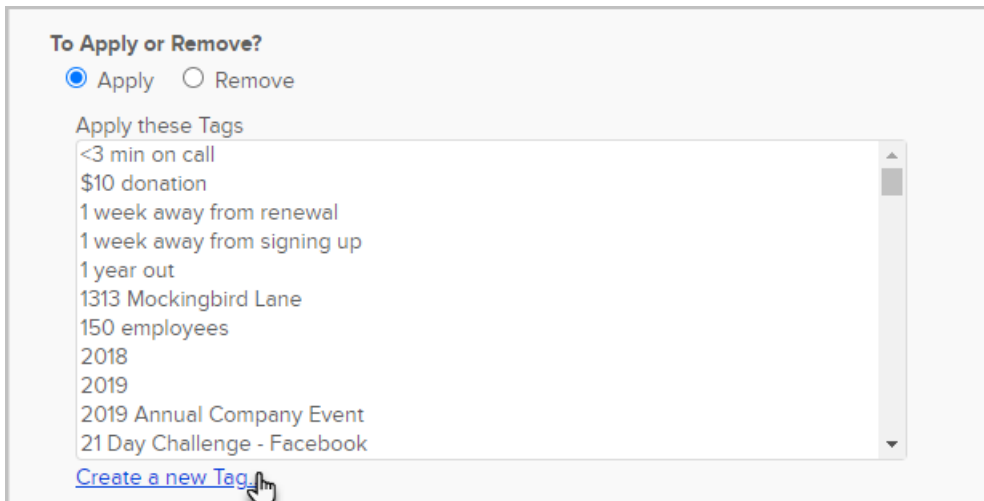 To Apply or Remove?
Apply Remove
Apply these Tags
<3 min on call
$10 donation
1 week away from renewal
1 week away from signing up
1 year out
1313 Mockingbird Lane
150 employees
2018
2019
2019 Annual Company Event
21 Day Challenge - Facebook
Create a new Tag...